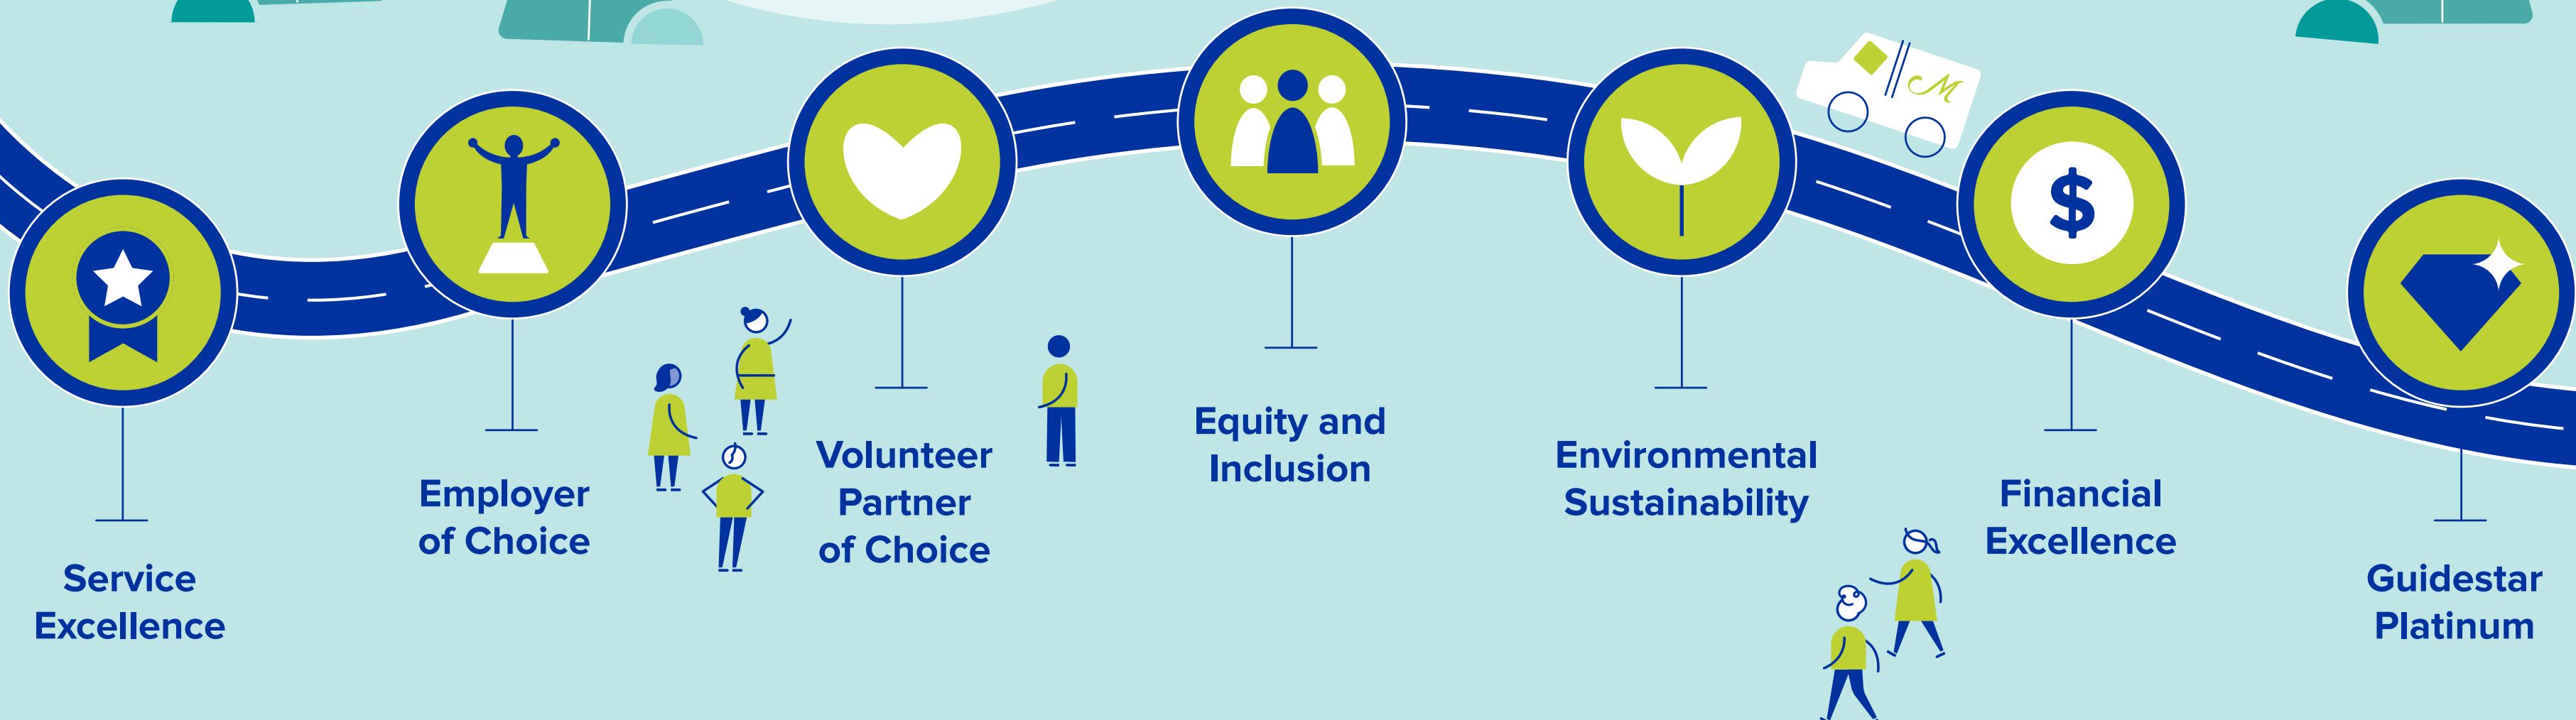 M
$
Service
Excellence
Employer
of Choice
Volunteer
Partner
of Choice
Equity and
Inclusion
Environmental
Sustainability
Financial
Excellence
Guidestar
Platinum